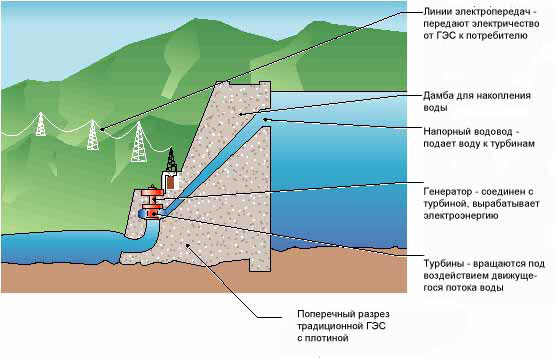 Линии электропередач -
передают электричество
от ГЭС к потребителю
Дамба для накопления
воды
Напорный водовод -
подает воду к турбинам
Генератор - соединен с
турбиной, вырабатывает
электроэнергию
Турбины - вращаются под
воздействием движуще-
гося потока воды
Поперечный разрез
традиционной ГЭС
с плотиной